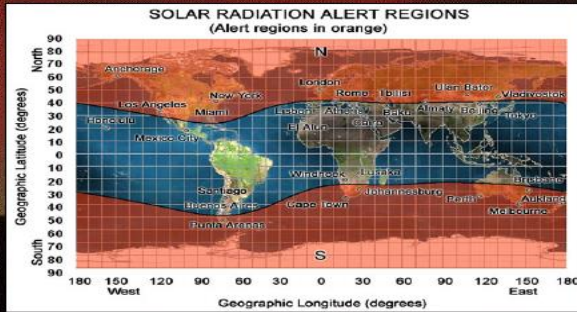 SOLAR RADIATION ALERT REGIONS
(Alert regions in orange)
Geographic Latitude (degrees)
North
South
90
80
70
60
50
40
30
20
10
0
10
20
30
40
50
60
70
80
90
N
Anchorage
London
Rome
Tbilisi
Ulan Bator
Vladivostok
Los Angeles
New York
Miami
Lisbon
Athens
Baku
Almaty
Beijing
Tokyo
Mexico City
Cairo
Windhoek
Lusaka
Santiago
Johannesburg
Brisbane
Buenos Aires
Cape Town
Perth
Melbourne
Punta Arenas
S
180 150 120 90 60 30 0 30 60 90 120 150 180
West
East
Geographic Longitude (degrees)